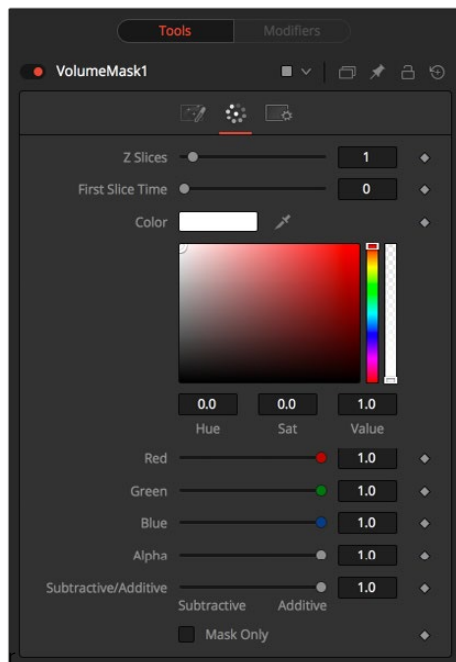 Tools Modifiers
VolumeMask1
Z Slices 1
First Slice Time 0
Color
0.0 0.0 1.0
Hue Sat Value
Red 1.0
Green 1.0
Blue 1.0
Alpha 1.0
Subtractive/Additive 1.0
Subtractive Additive
Mask Only